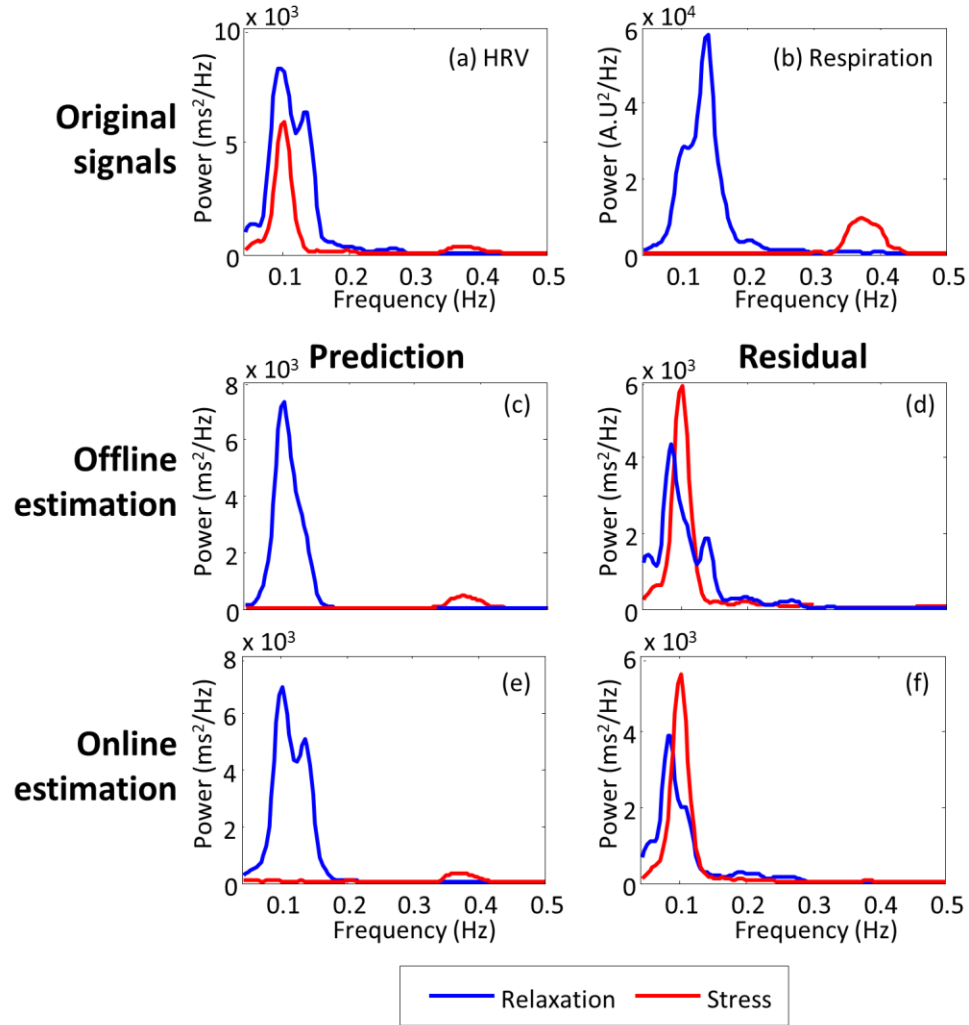 x 10³
10
5
0
Power (ms²/Hz)
(a) HRV
0.1 0.2 0.3 0.4 0.5
Frequency (Hz)
x 10⁴
6
4
2
0
Power (A.U²/Hz)
(b) Respiration
0.1 0.2 0.3 0.4 0.5
Frequency (Hz)
Original
signals
Prediction
Residual
Offline
estimation
x 10³
8
6
4
2
0
Power (ms²/Hz)
(c)
0.1 0.2 0.3 0.4 0.5
x 10³
6
4
2
0
Power (ms²/Hz)
(d)
0.1 0.2 0.3 0.4 0.5
Online
estimation
x 10³
8
6
4
2
0
Power (ms²/Hz)
(e)
0.1 0.2 0.3 0.4 0.5
Frequency (Hz)
x 10³
6
4
2
0
Power (ms²/Hz)
(f)
0.1 0.2 0.3 0.4 0.5
Frequency (Hz)
Relaxation Stress